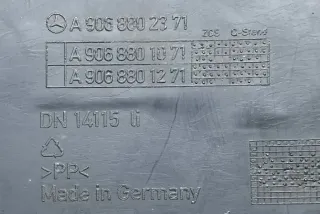 A 906 880 23 71
ZGS Q-Stand
A 906 880 10 71
A 906 880 12 71
DN 14115 li
>PP<
Made in Germany